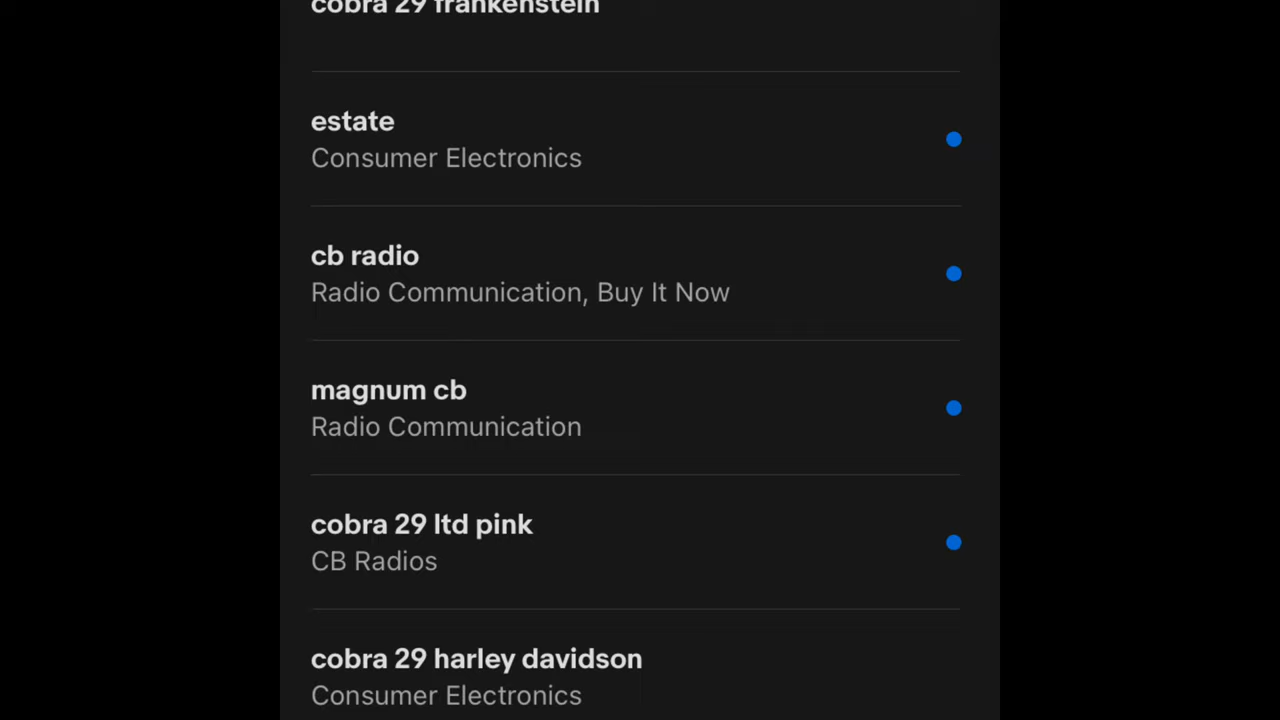 cobra 29 frankenstein
estate
Consumer Electronics
cb radio
Radio Communication, Buy It Now
magnum cb
Radio Communication
cobra 29 ltd pink
CB Radios
cobra 29 harley davidson
Consumer Electronics